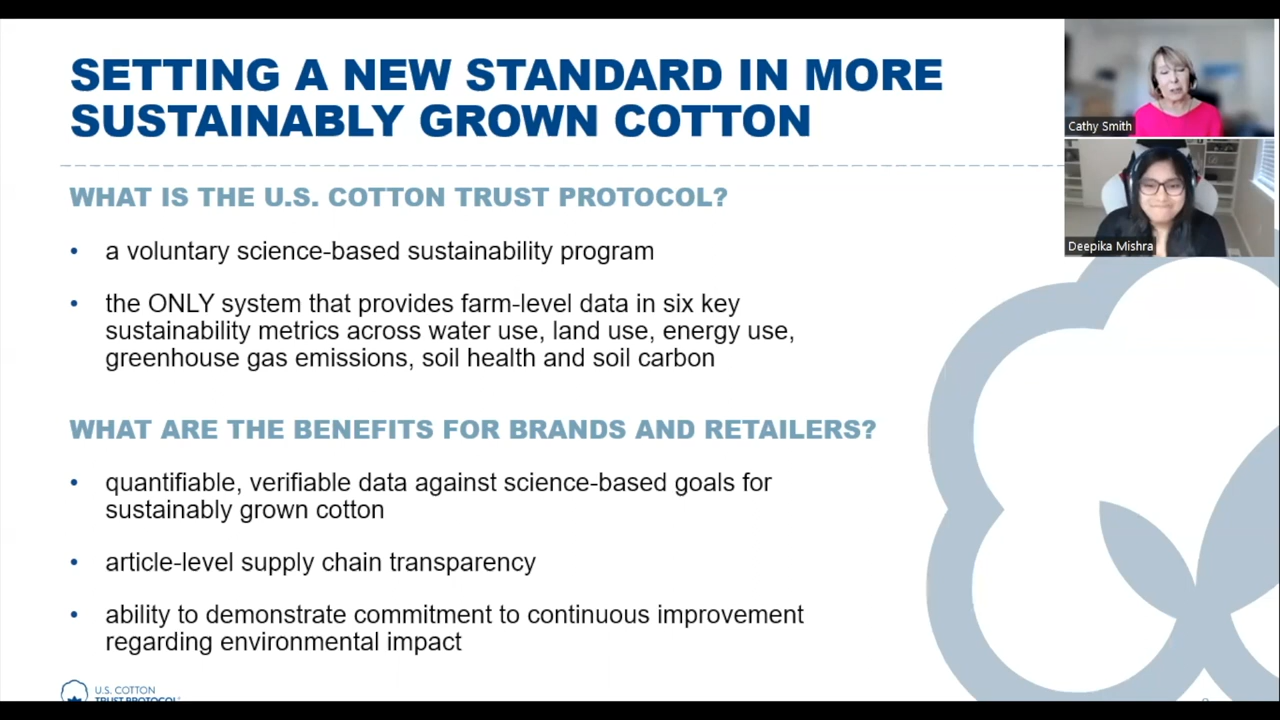 SETTING A NEW STANDARD IN MORE
SUSTAINABLY GROWN COTTON
Cathy Smith
Deepika Mishra
WHAT IS THE U.S. COTTON TRUST PROTOCOL?
• a voluntary science-based sustainability program
• the ONLY system that provides farm-level data in six key
sustainability metrics across water use, land use, energy use,
greenhouse gas emissions, soil health and soil carbon
WHAT ARE THE BENEFITS FOR BRANDS AND RETAILERS?
• quantifiable, verifiable data against science-based goals for
sustainably grown cotton
• article-level supply chain transparency
• ability to demonstrate commitment to continuous improvement
regarding environmental impact
U.S. COTTON
TRUST PROTOCOL